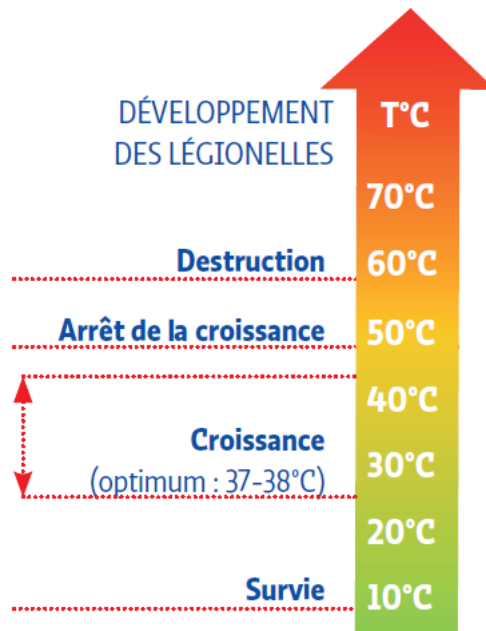 DÉVELOPPEMENT
DES LÉGIONELLES
T°C
70°C
Destruction
60°C
Arrêt de la croissance
50°C
40°C
Croissance
(optimum : 37-38°C)
30°C
20°C
Survie
10°C